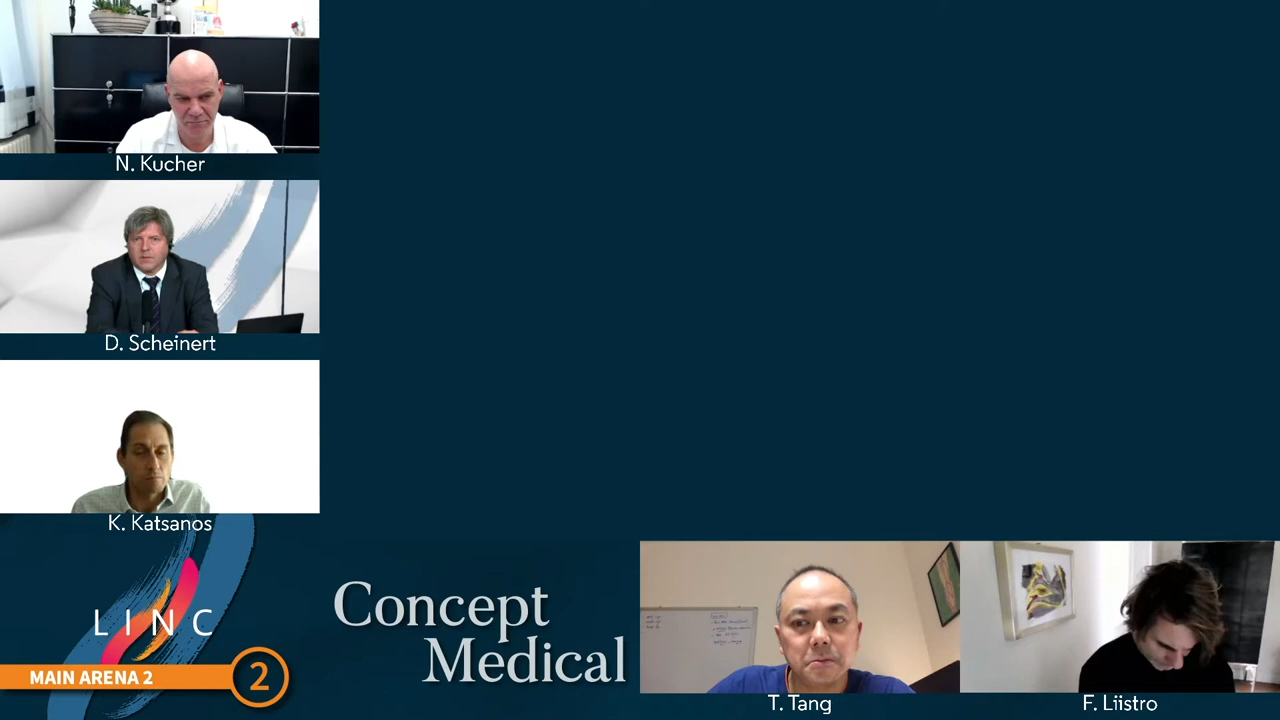 N. Kucher
D. Scheinert
K. Katsanos
LINC
MAIN ARENA 2
2
Concept
Medical
T. Tang
F. Liistro